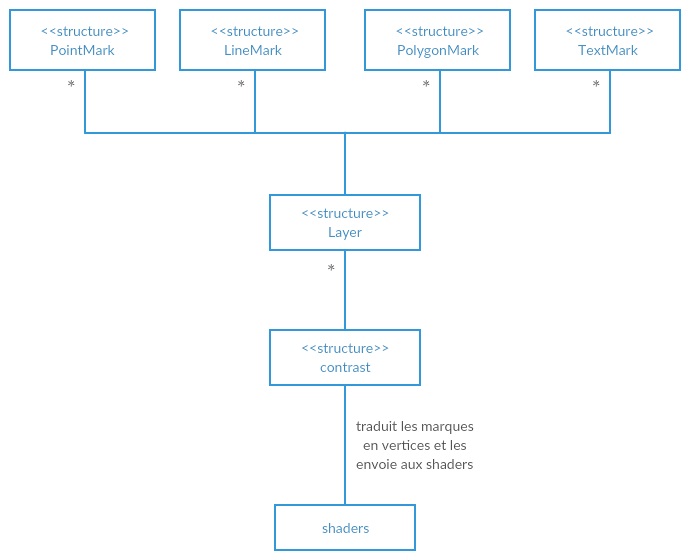 <<structure>>
PointMark
<<structure>>
LineMark
<<structure>>
PolygonMark
<<structure>>
TextMark
*
*
*
*
<<structure>>
Layer
*
<<structure>>
contrast
traduit les marques
en vertices et les
envoie aux shaders
shaders